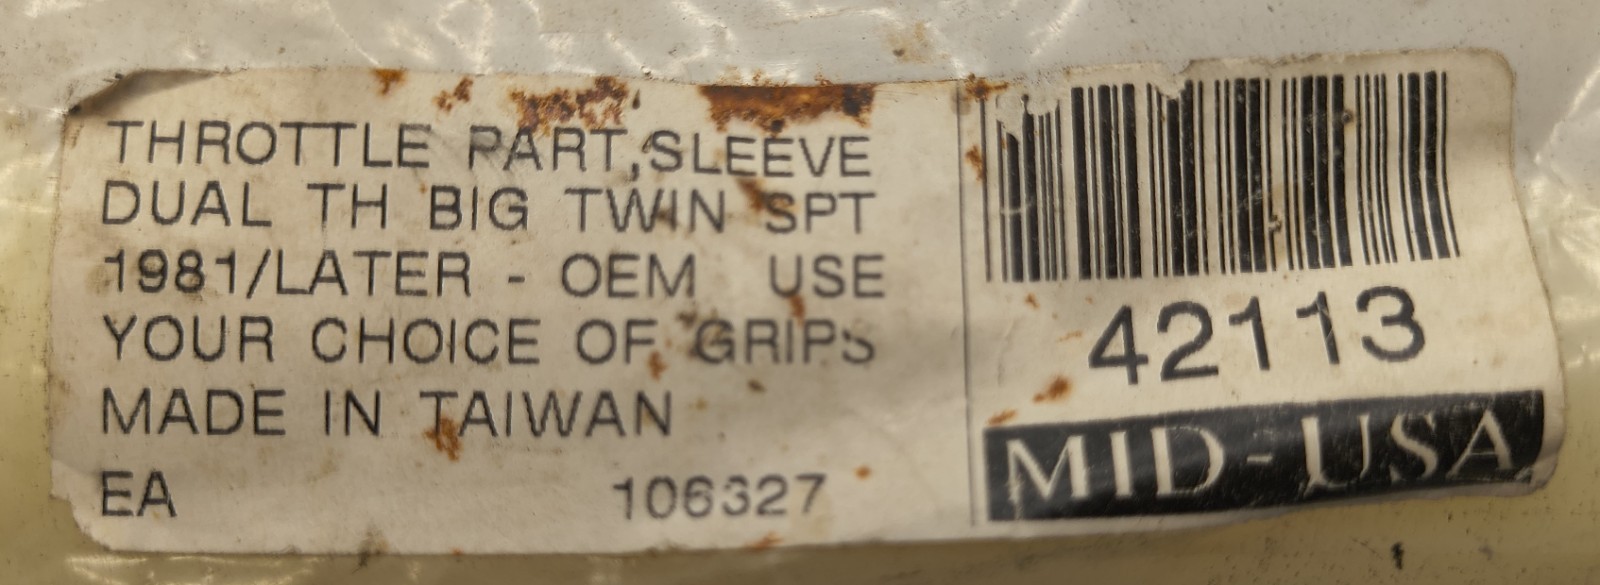 THROTTLE PART,SLEEVE
DUAL TH BIG TWIN SPT
1981/LATER - OEM USE
YOUR CHOICE OF GRIPS
MADE IN TAIWAN
EA 106327
42113
MID-USA